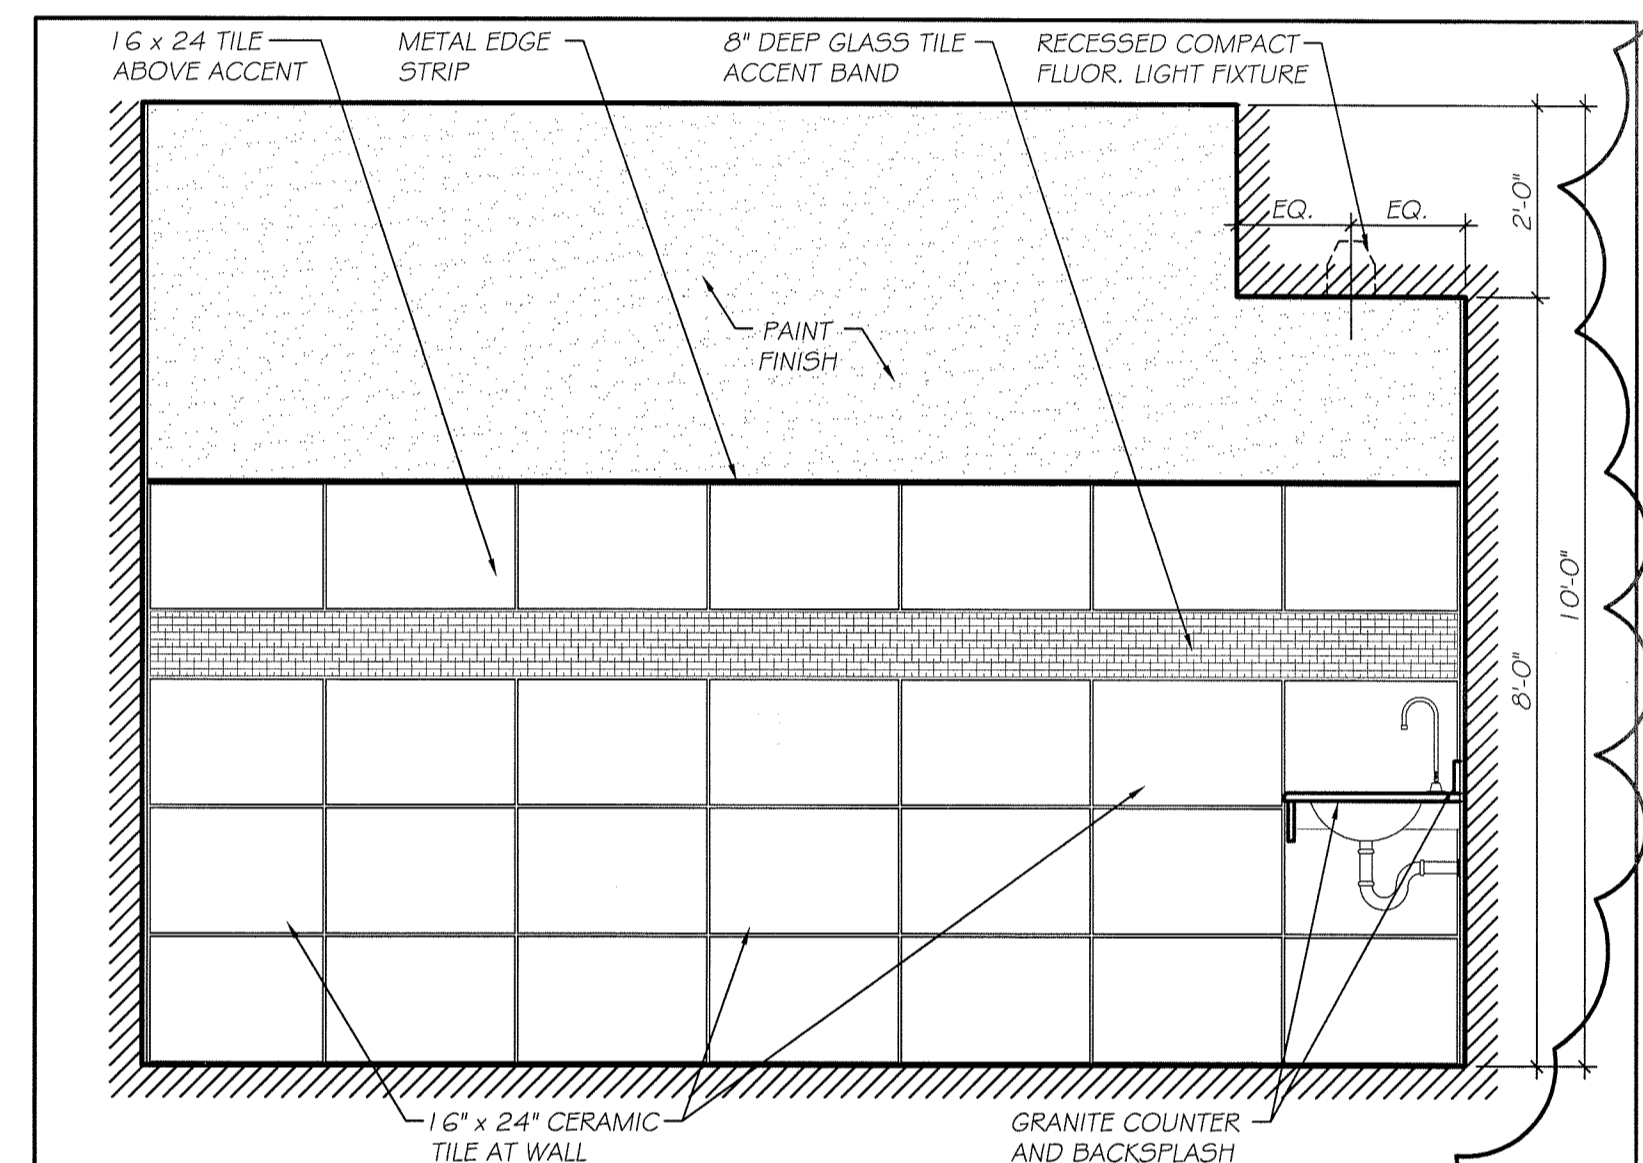 16 x 24 TILE
ABOVE ACCENT
METAL EDGE
STRIP
8" DEEP GLASS TILE
ACCENT BAND
RECESSED COMPACT
FLUOR. LIGHT FIXTURE
EQ.
EQ.
2'-0"
PAINT
FINISH
10'-0"
8'-0"
16" x 24" CERAMIC
TILE AT WALL
GRANITE COUNTER
AND BACKSPLASH